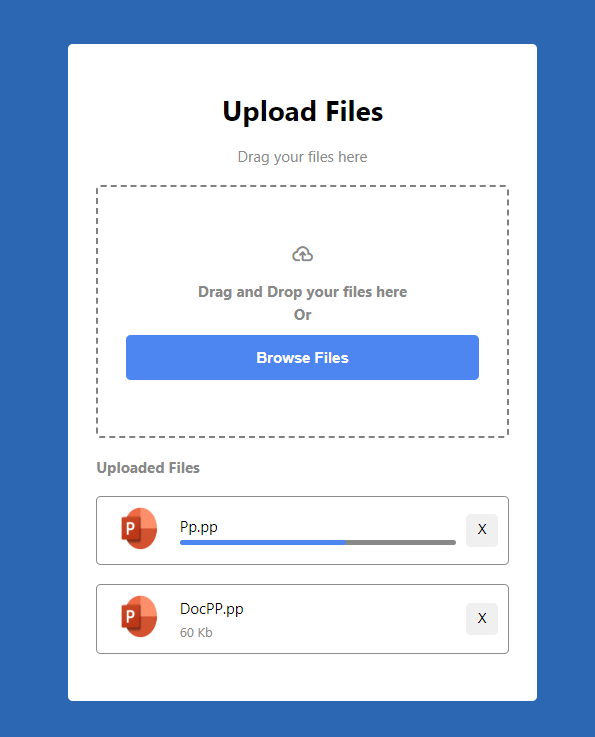 Upload Files
Drag your files here
Drag and Drop your files here
Or
Browse Files
Uploaded Files
P
Pp.pp
X
P
DocPP.pp
60 Kb
X